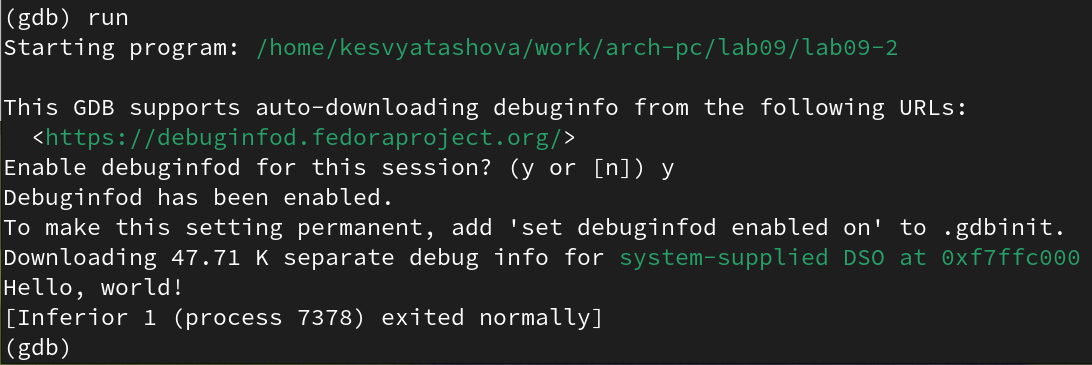 (gdb) run
Starting program: /home/kesvyatashova/work/arch-pc/lab09/lab09-2
This GDB supports auto-downloading debuginfo from the following URLs:
<https://debuginfod.fedoraproject.org/>
Enable debuginfod for this session? (y or [n]) y
Debuginfod has been enabled.
To make this setting permanent, add 'set debuginfod enabled on' to .gdbinit.
Downloading 47.71 K separate debug info for system-supplied DSO at 0xf7ffc000
Hello, world!
[Inferior 1 (process 7378) exited normally]
(gdb)